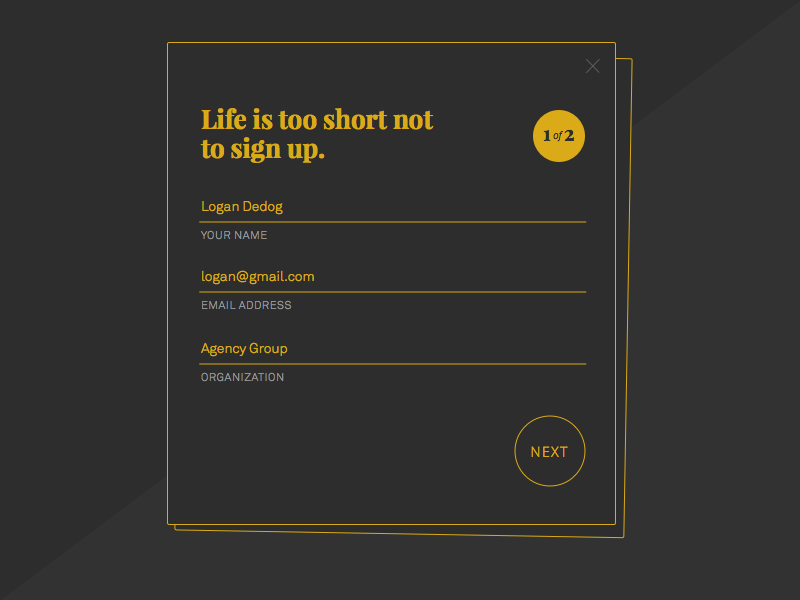 Life is too short not
to sign up.
1 of 2
Logan Dedog
YOUR NAME
logan@gmail.com
EMAIL ADDRESS
Agency Group
ORGANIZATION
NEXT